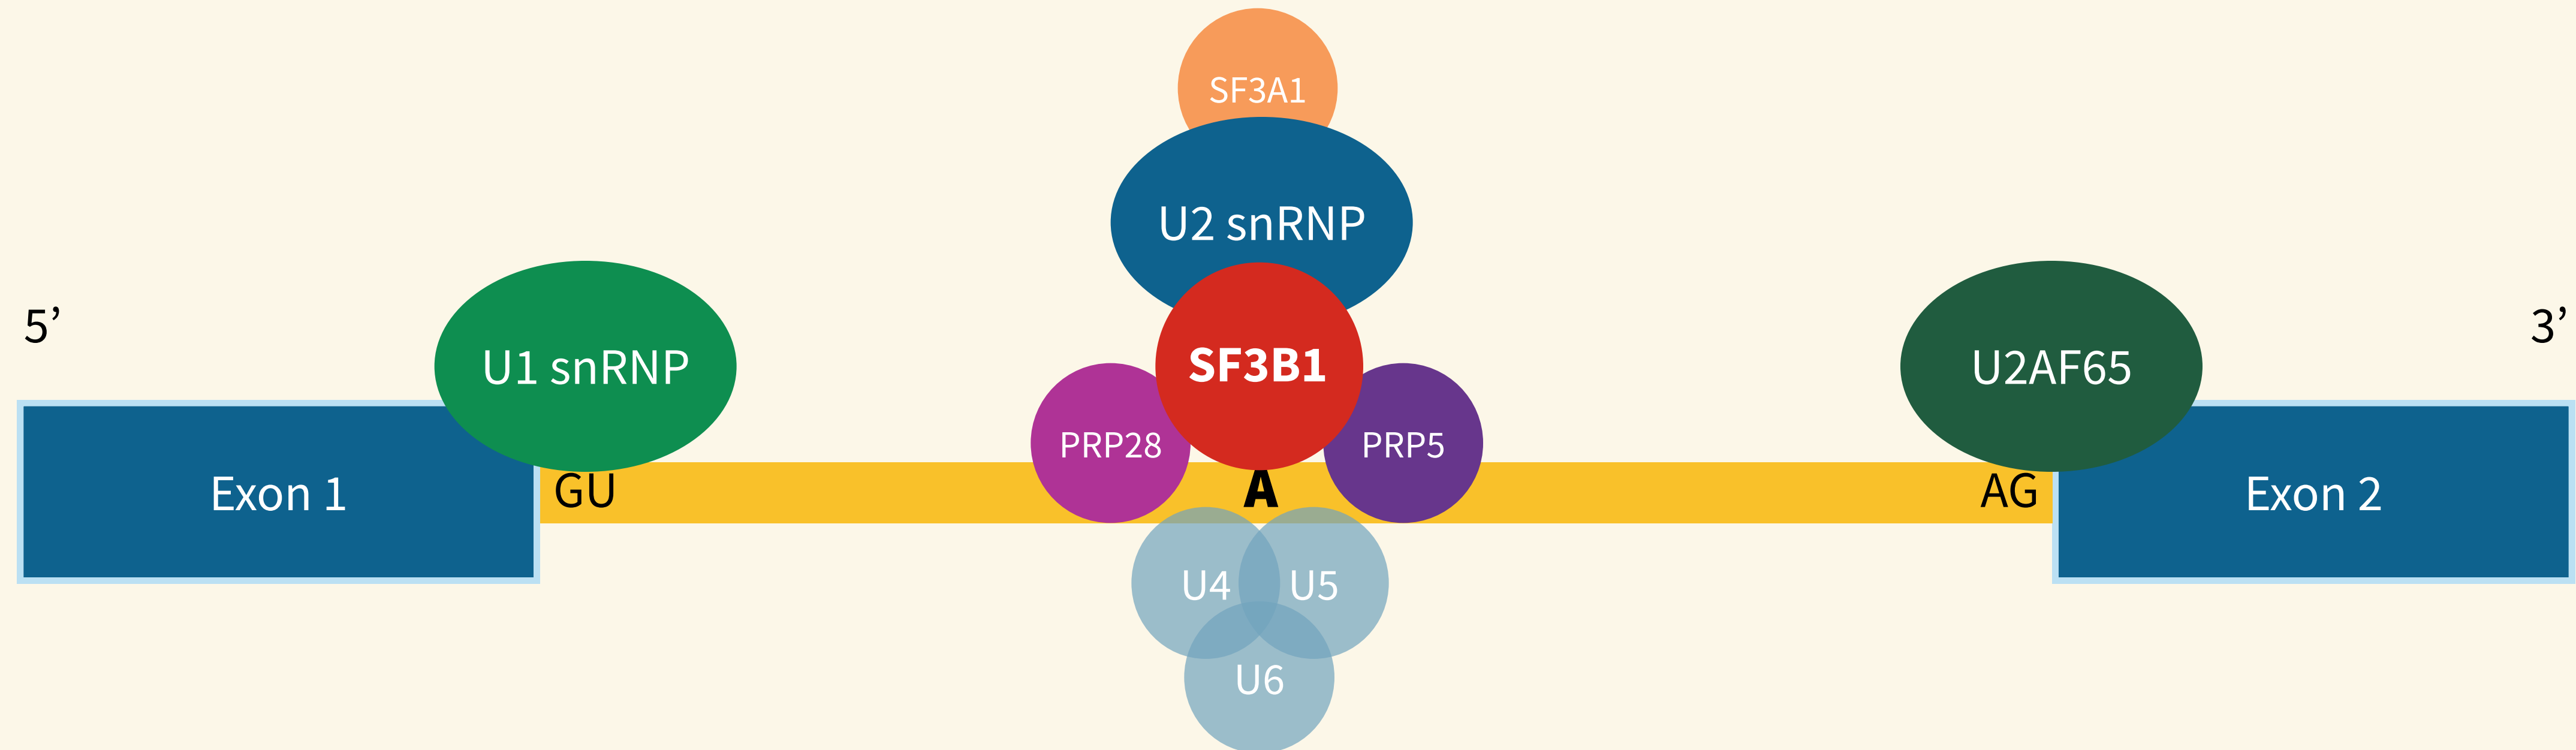 SF3A1
U2 snRNP
5’
U1 snRNP
SF3B1
U2AF65
3’
PRP28
PRP5
Exon 1
GU
A
AG
Exon 2
U4
U5
U6